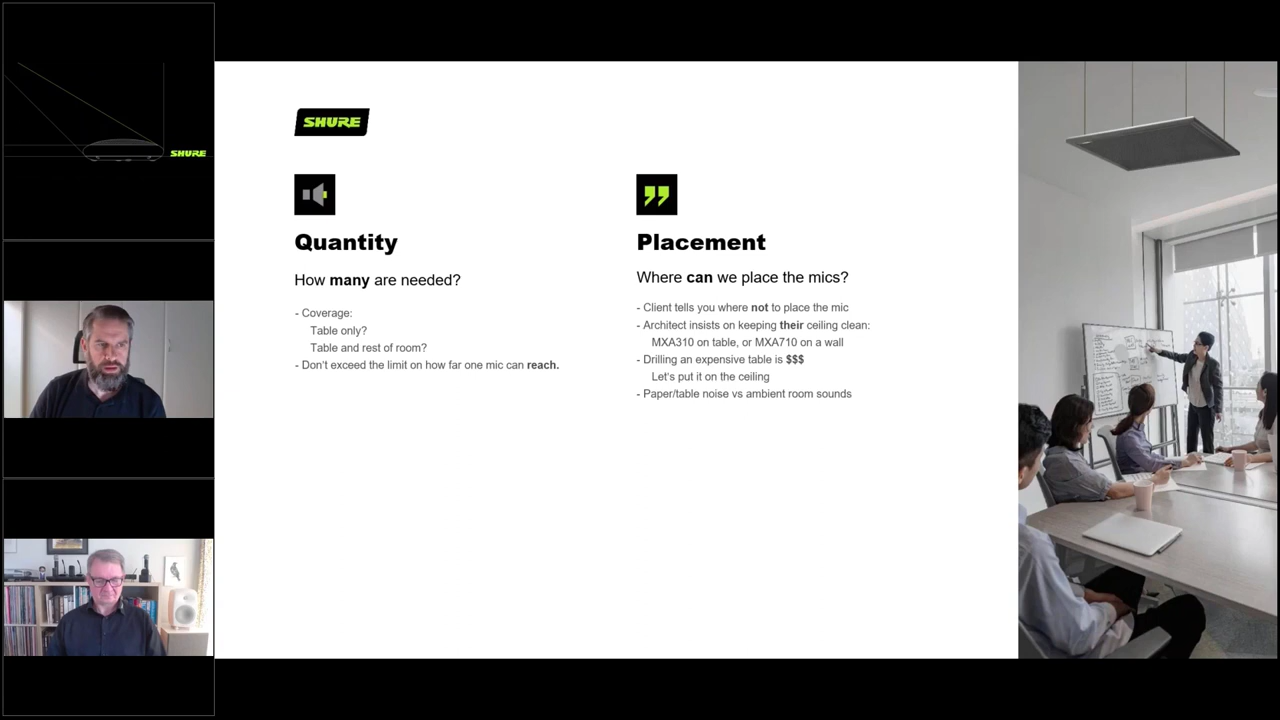 SHURE
SHURE
Quantity
How many are needed?
- Coverage:
Table only?
Table and rest of room?
- Don't exceed the limit on how far one mic can reach.
Placement
Where can we place the mics?
- Client tells you where not to place the mic
- Architect insists on keeping their ceiling clean:
MXA310 on table, or MXA710 on a wall
- Drilling an expensive table is $$$
Let's put it on the ceiling
- Paper/table noise vs ambient room sounds